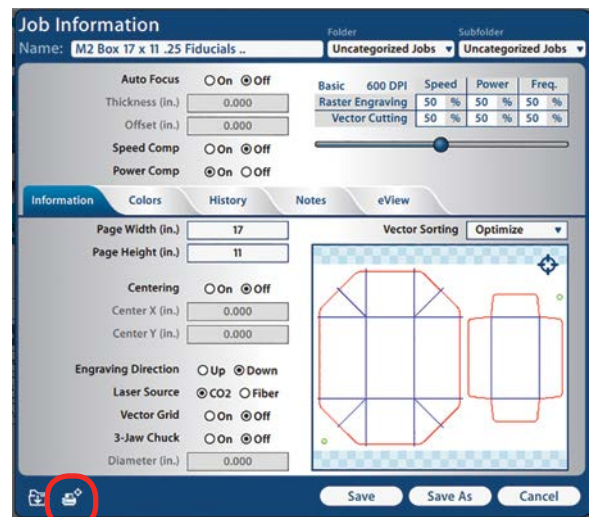 Job Information
Folder
Subfolder
Name: M2 Box 17 x 11 .25 Fiducials ..
Uncategorized Jobs
Uncategorized Jobs
Auto Focus On Off
Thickness (in.) 0.000
Offset (in.) 0.000
Speed Comp On Off
Power Comp On Off
Basic 600 DPI Speed Power Freq.
Raster Engraving 50 % 50 % 50 %
Vector Cutting 50 % 50 % 50 %
Information Colors History Notes eView
Page Width (in.) 17
Page Height (in.) 11
Centering On Off
Center X (in.) 0.000
Center Y (in.) 0.000
Engraving Direction Up Down
Laser Source CO2 Fiber
Vector Grid On Off
3-Jaw Chuck On Off
Diameter (in.) 0.000
Vector Sorting Optimize
Save Save As Cancel